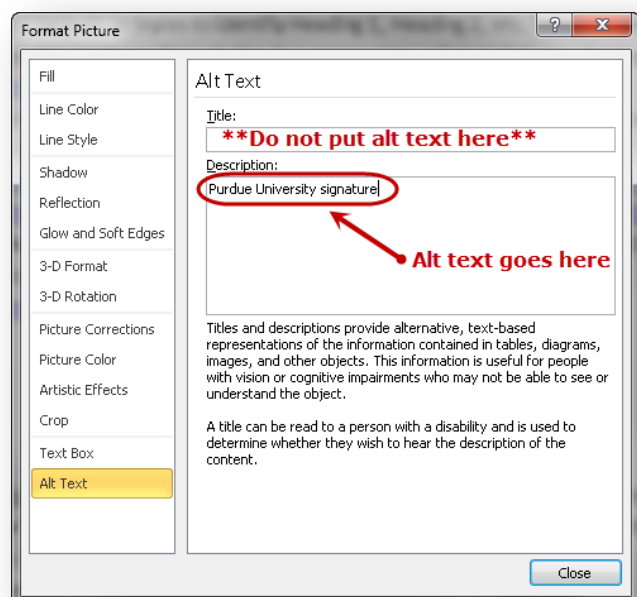 Format Picture
Fill
Line Color
Line Style
Shadow
Reflection
Glow and Soft Edges
3-D Format
3-D Rotation
Picture Corrections
Picture Color
Artistic Effects
Crop
Text Box
Alt Text
Alt Text
Title:
**Do not put alt text here**
Description:
Purdue University signature
Alt text goes here
Titles and descriptions provide alternative, text-based
representations of the information contained in tables, diagrams,
images, and other objects. This information is useful for people
with vision or cognitive impairments who may not be able to see or
understand the object.
A title can be read to a person with a disability and is used to
determine whether they wish to hear the description of the
content.
Close